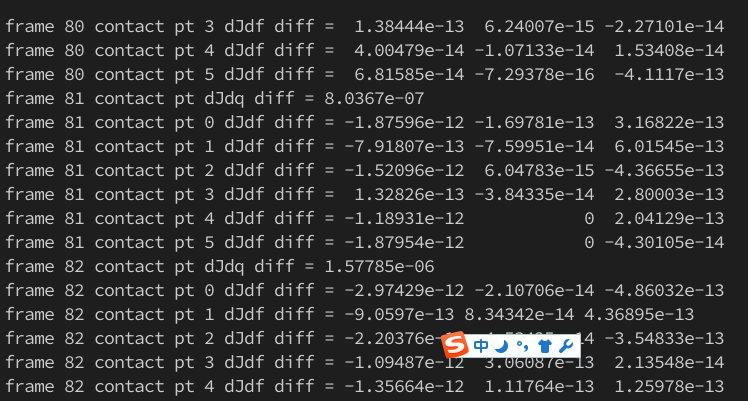 frame 80 contact pt 3 dJdf diff =  1.38444e-13  6.24007e-15 -2.27101e-14
frame 80 contact pt 4 dJdf diff =  4.00479e-14 -1.07133e-14  1.53408e-14
frame 80 contact pt 5 dJdf diff =  6.81585e-14 -7.29378e-16  -4.1117e-13
frame 81 contact pt dJdq diff = 8.0367e-07
frame 81 contact pt 0 dJdf diff = -1.87596e-12 -1.69781e-13  3.16822e-13
frame 81 contact pt 1 dJdf diff = -7.91807e-13 -7.59951e-14  6.01545e-13
frame 81 contact pt 2 dJdf diff = -1.52096e-12  6.04783e-15 -4.36655e-13
frame 81 contact pt 3 dJdf diff =  1.32826e-13 -3.84335e-14  2.80003e-13
frame 81 contact pt 4 dJdf diff = -1.18931e-12            0  2.04129e-13
frame 81 contact pt 5 dJdf diff = -1.87954e-12            0 -4.30105e-14
frame 82 contact pt dJdq diff = 1.57785e-06
frame 82 contact pt 0 dJdf diff = -2.97429e-12 -2.10706e-14 -4.86032e-13
frame 82 contact pt 1 dJdf diff = -9.0597e-13 8.34342e-14 4.36895e-13
frame 82 contact pt 2 dJdf diff = -3.54833e-13
中
frame 82 contact pt 3 dJdf diff = -1.09487e-12  3.06087e-13  2.13548e-14
frame 82 contact pt 4 dJdf diff = -1.35664e-12  1.11764e-13  1.25978e-13